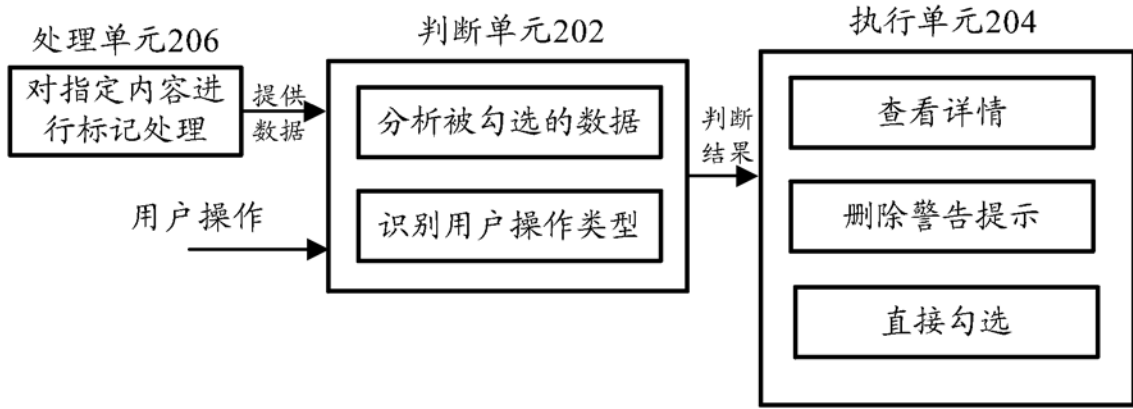 处理单元206
对指定内容进
行标记处理
提供
数据
用户操作
判断单元202
分析被勾选的数据
识别用户操作类型
判断
结果
执行单元204
查看详情
删除警告提示
直接勾选